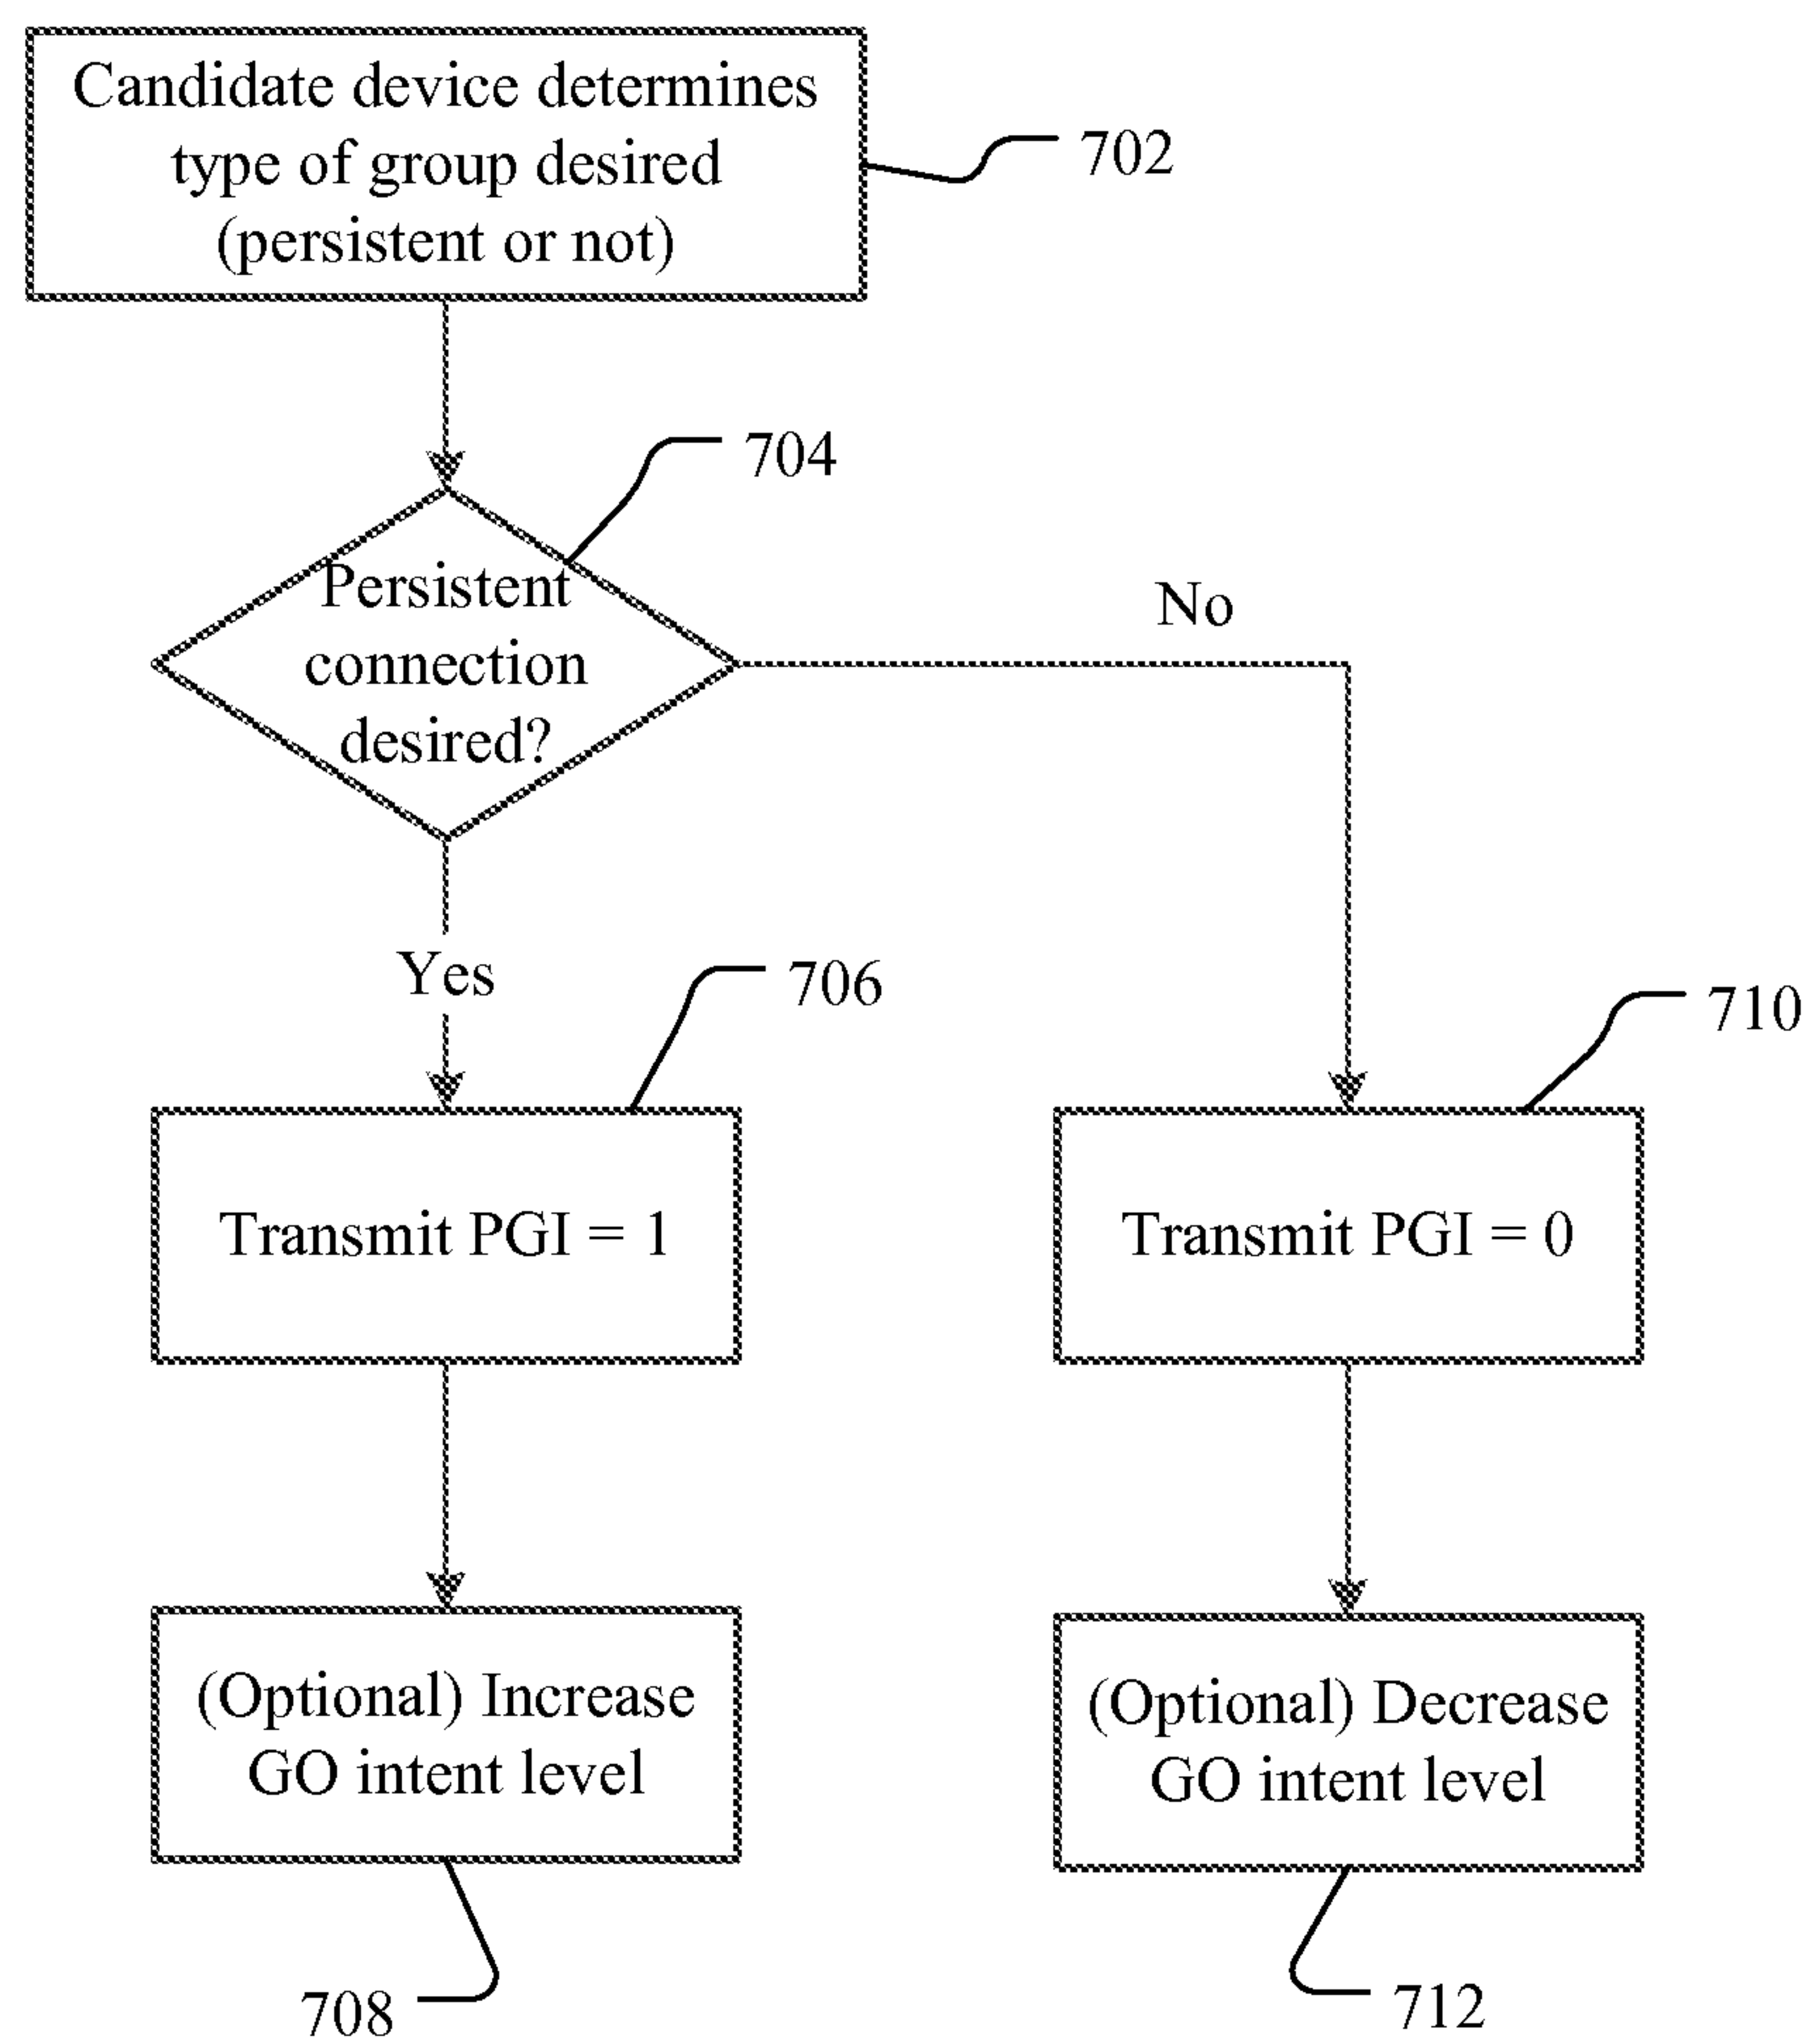 Candidate device determines
type of group desired
(persistent or not)
702
704
Persistent
connection
desired?
No
Yes
706
710
Transmit PGI = 1
Transmit PGI = 0
(Optional) Increase
GO intent level
(Optional) Decrease
GO intent level
708
712